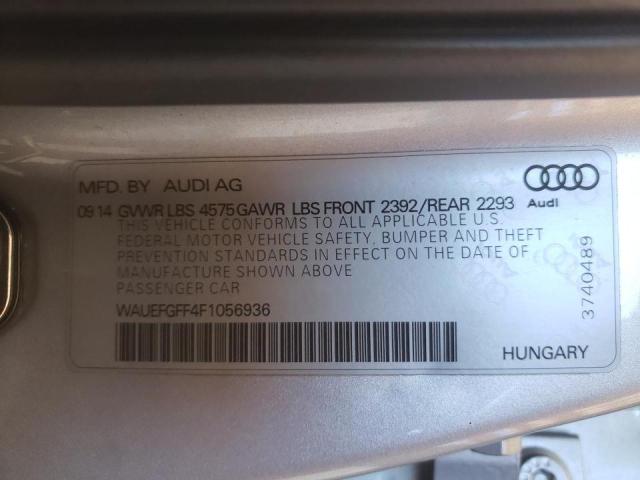 MFD. BY AUDI AG
Audi
09 14 GVWR LBS 4575 GAWR LBS FRONT 2392/REAR 2293
THIS VEHICLE CONFORMS TO ALL APPLICABLE U.S.
FEDERAL MOTOR VEHICLE SAFETY, BUMPER AND THEFT
PREVENTION STANDARDS IN EFFECT ON THE DATE OF
MANUFACTURE SHOWN ABOVE
PASSENGER CAR
WAUEFGFF4F1056936
3740489
HUNGARY